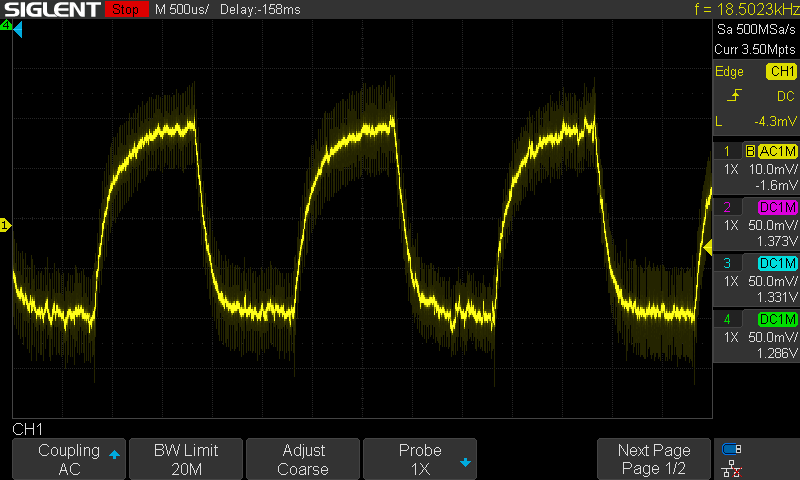 SIGLENT Stop M 500us/ Delay:-158ms f = 18.5023kHz
Sa 500MSa/s
Curr 3.50Mpts
Edge CH1
DC
L -4.3mV
1 B AC1M
1X 10.0mV/
-1.6mV
2 DC1M
1X 50.0mV/
1.373V
3 DC1M
1X 50.0mV/
1.331V
4 DC1M
1X 50.0mV/
1.286V
4
1
CH1
Coupling BW Limit Adjust Probe Next Page
AC 20M Coarse 1X Page 1/2